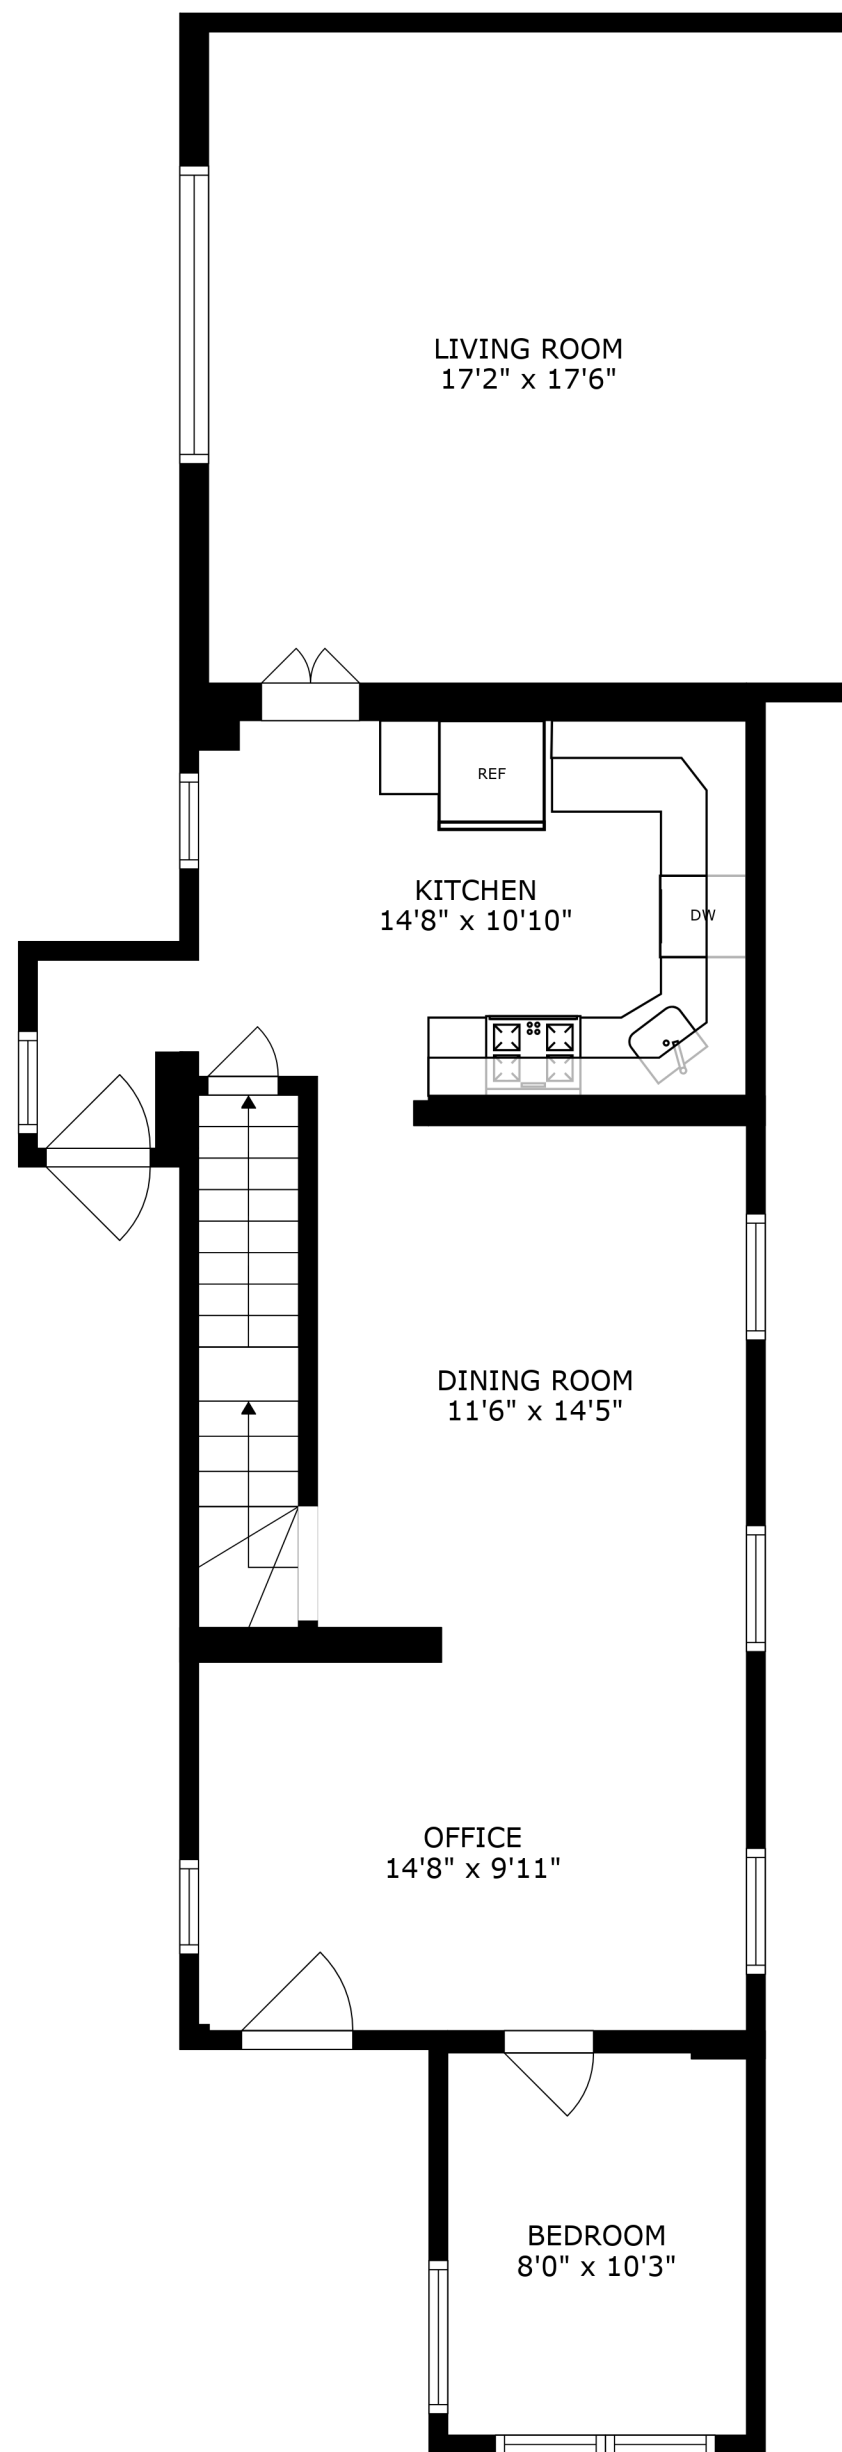 LIVING ROOM
17'2" x 17'6"
REF
KITCHEN
14'8" x 10'10"
DW
DINING ROOM
11'6" x 14'5"
OFFICE
14'8" x 9'11"
BEDROOM
8'0" x 10'3"